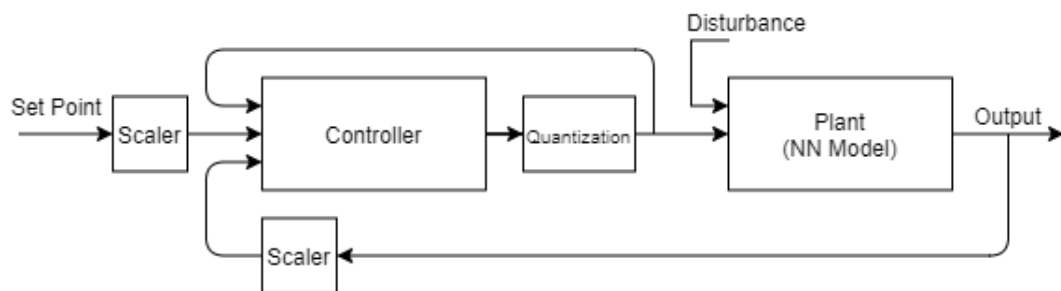 Disturbance
Set Point
Scaler
Controller
Quantization
Plant
(NN Model)
Output
Scaler